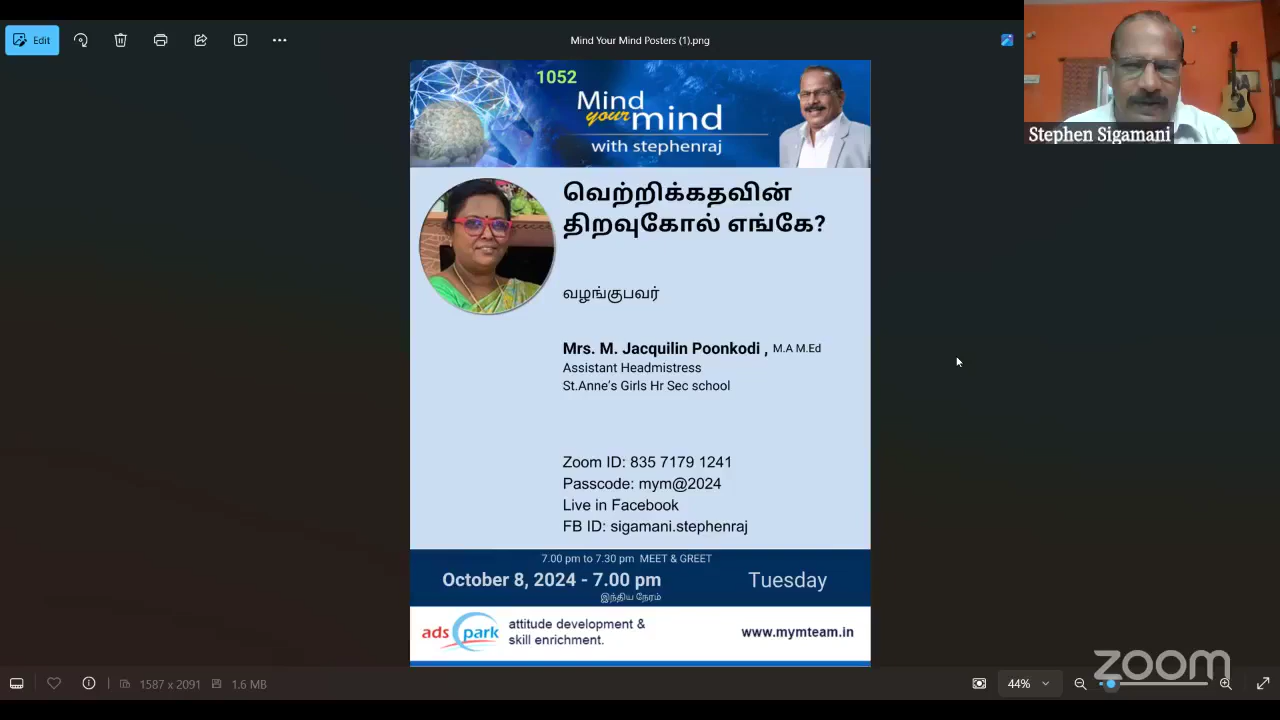 Edit
Mind Your Mind Posters (1).png
Stephen Sigamani
1052
Mind
your mind
with stephenraj
வெற்றிக்கதவின்
திறவுகோல் எங்கே?
வழங்குபவர்
Mrs. M. Jacquilin Poonkodi , M.A M.Ed
Assistant Headmistress
St.Anne's Girls Hr Sec school
Zoom ID: 835 7179 1241
Passcode: mym@2024
Live in Facebook
FB ID: sigamani.stephenraj
7.00 pm to 7.30 pm MEET & GREET
October 8, 2024 - 7.00 pm
Tuesday
இந்திய நேரம்
ads park
attitude development &
skill enrichment.
www.mymteam.in
zoom
1587 x 2091
1.6 MB
44%